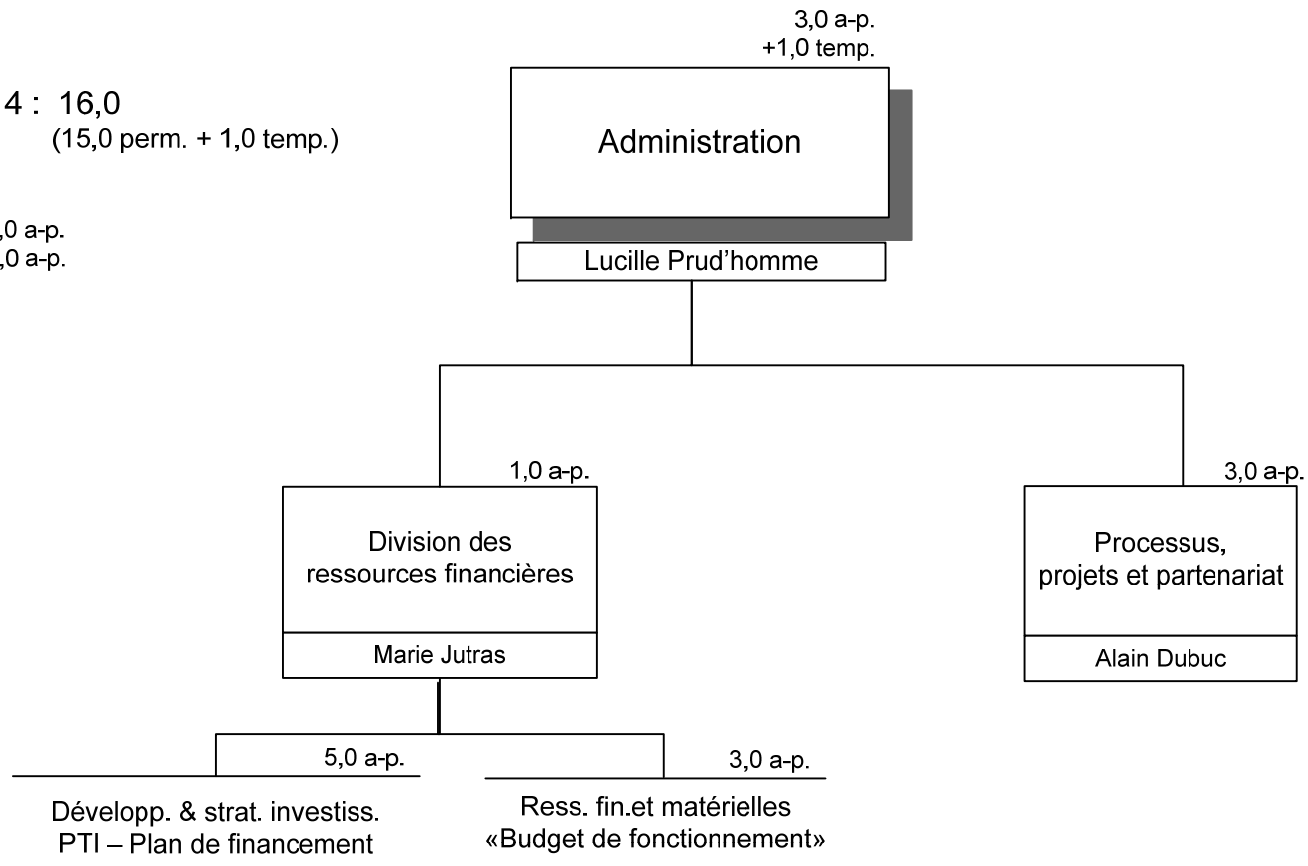 3,0 a-p.
+1,0 temp.
4 : 16,0
(15,0 perm. + 1,0 temp.)
Administration
,0 a-p.
,0 a-p.
Lucille Prud'homme
1,0 a-p.
3,0 a-p.
Division des
ressources financières
Marie Jutras
Processus,
projets et partenariat
Alain Dubuc
5,0 a-p.
3,0 a-p.
Développ. & strat. investiss.
PTI – Plan de financement
Ress. fin.et matérielles
«Budget de fonctionnement»